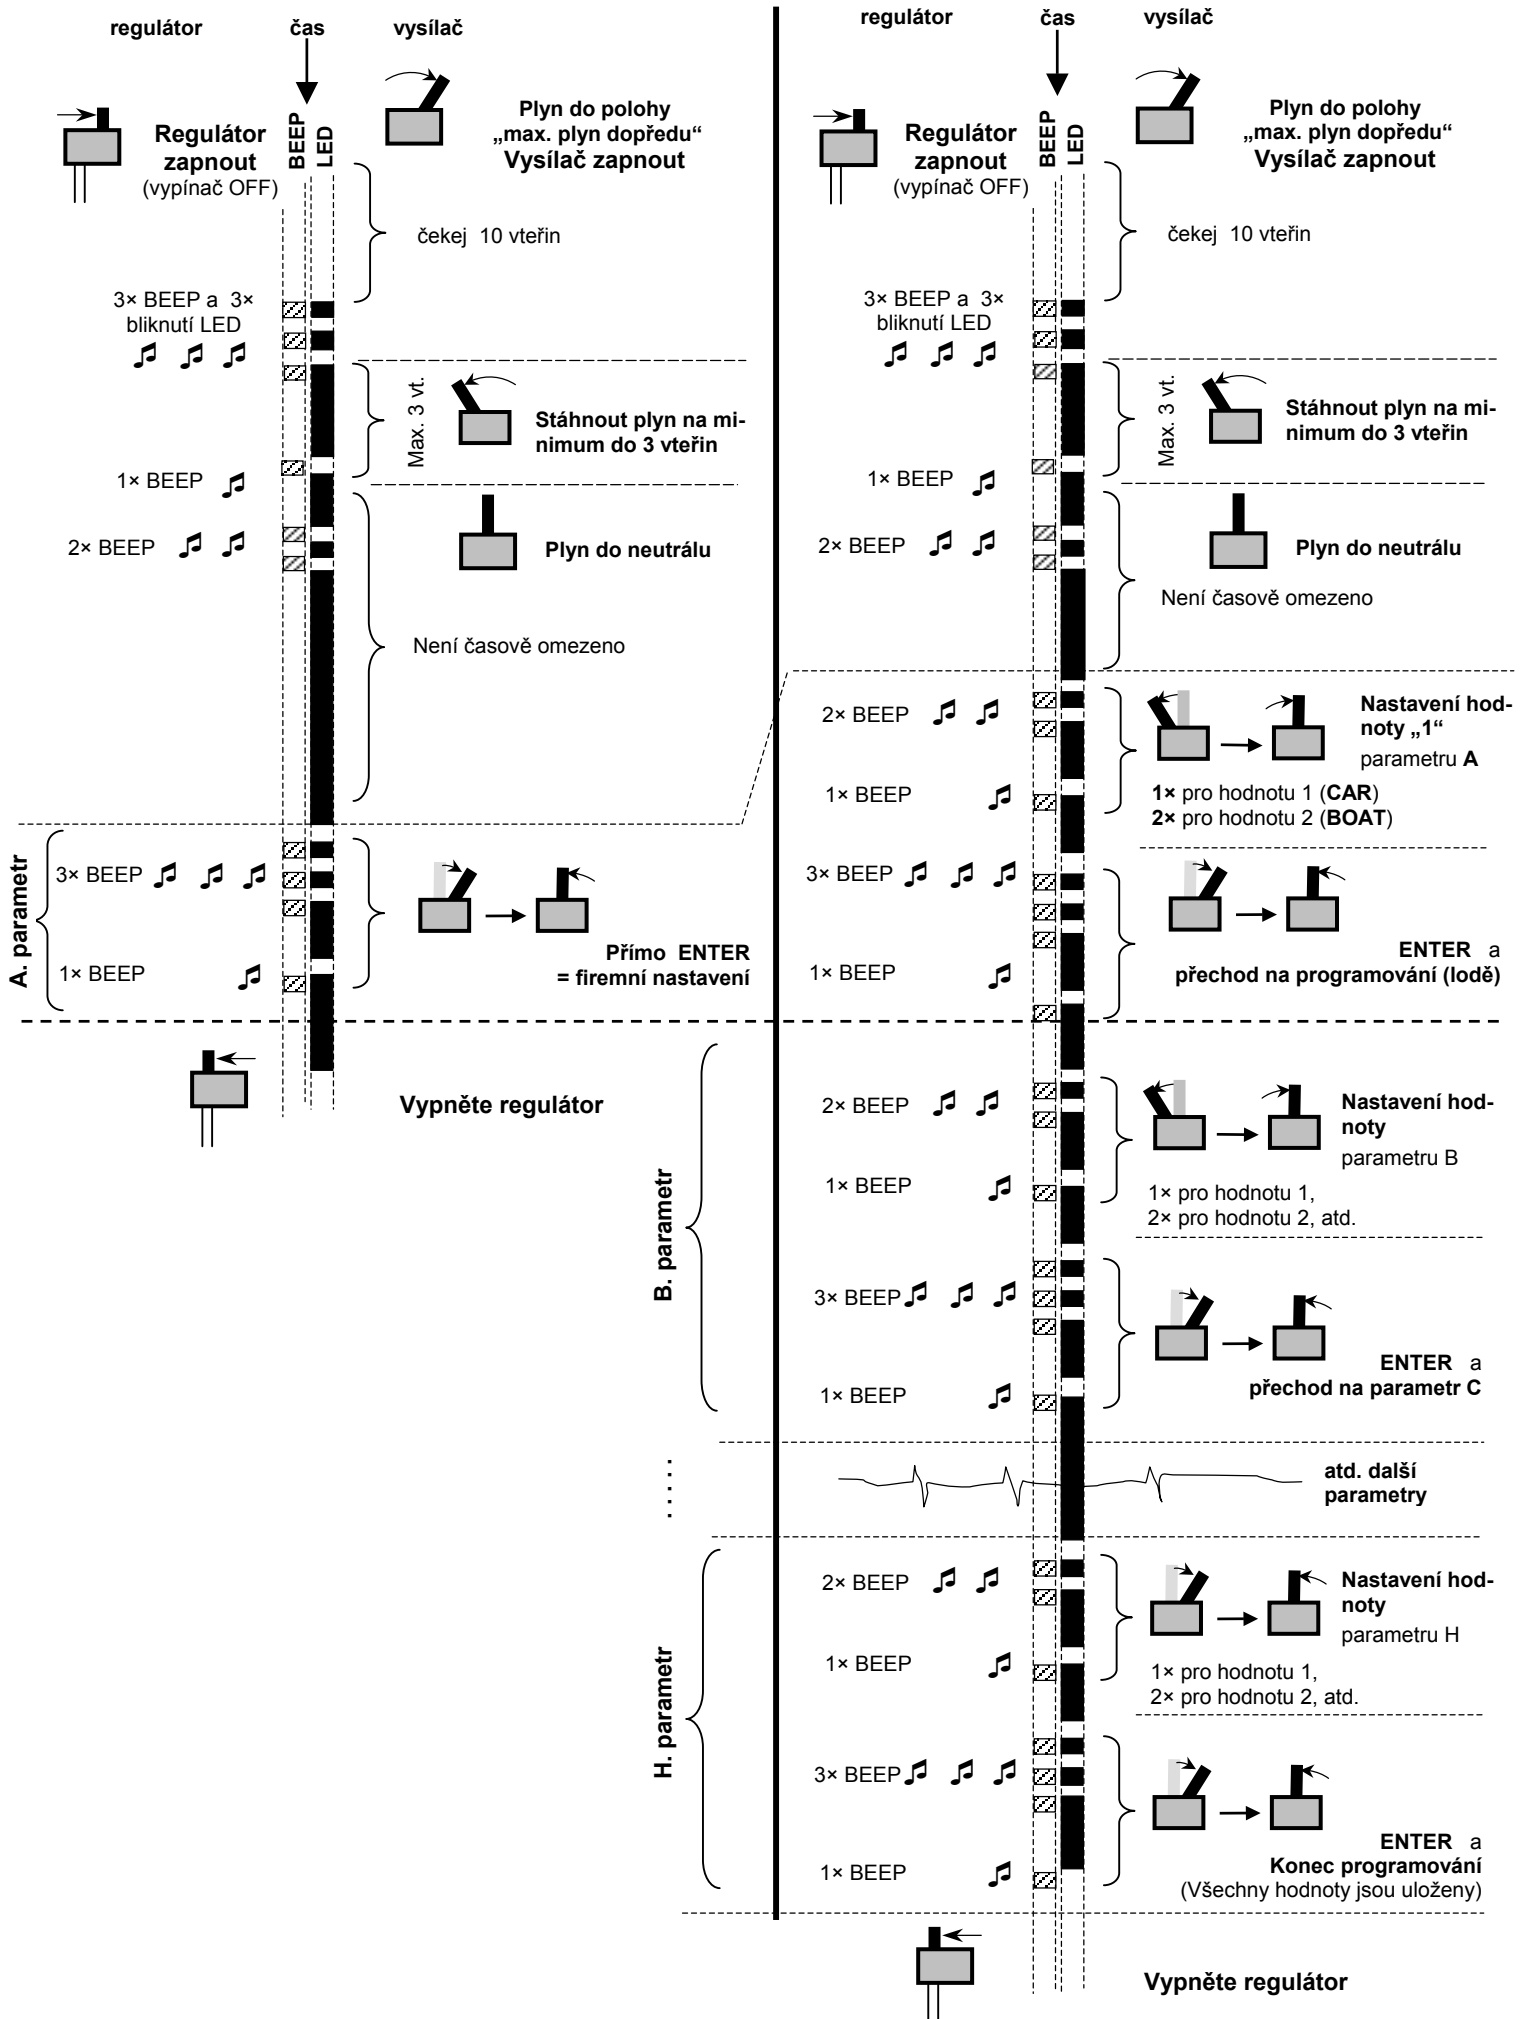 regulátor
čas
vysílač
BEEP
LED
Regulátor
zapnout
(vypínač OFF)
Plyn do polohy
„max. plyn dopředu“
Vysílač zapnout
čekej 10 vteřin
3× BEEP a 3×
bliknutí LED
Max. 3 vt.
Stáhnout plyn na mi-
nimum do 3 vteřin
1× BEEP
2× BEEP
Plyn do neutrálu
Není časově omezeno
A. parametr
3× BEEP
1× BEEP
Přímo ENTER
= firemní nastavení
Vypněte regulátor
regulátor
čas
vysílač
BEEP
LED
Regulátor
zapnout
(vypínač OFF)
Plyn do polohy
„max. plyn dopředu“
Vysílač zapnout
čekej 10 vteřin
3× BEEP a 3×
bliknutí LED
Max. 3 vt.
Stáhnout plyn na mi-
nimum do 3 vteřin
1× BEEP
2× BEEP
Plyn do neutrálu
Není časově omezeno
2× BEEP
Nastavení hod-
noty „1“
parametru A
1× BEEP
1× pro hodnotu 1 (CAR)
2× pro hodnotu 2 (BOAT)
3× BEEP
1× BEEP
ENTER a
přechod na programování (lodě)
B. parametr
2× BEEP
Nastavení hod-
noty
parametru B
1× BEEP
1× pro hodnotu 1,
2× pro hodnotu 2, atd.
3× BEEP
ENTER a
přechod na parametr C
1× BEEP
. . . . .
atd. další
parametry
H. parametr
2× BEEP
Nastavení hod-
noty
parametru H
1× BEEP
1× pro hodnotu 1,
2× pro hodnotu 2, atd.
3× BEEP
ENTER a
Konec programování
(Všechny hodnoty jsou uloženy)
1× BEEP
Vypněte regulátor